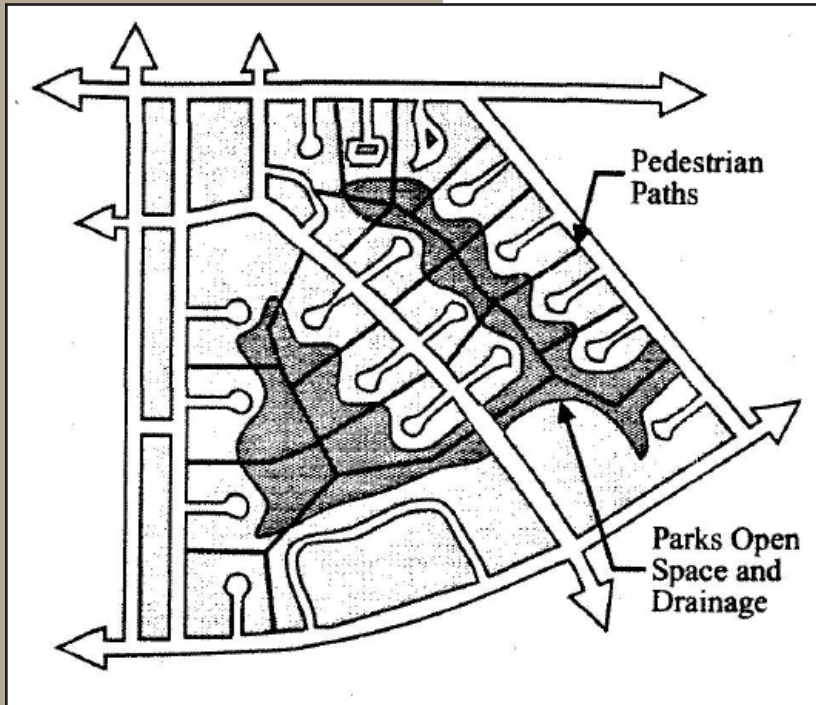 Pedestrian
Paths
Parks Open
Space and
Drainage